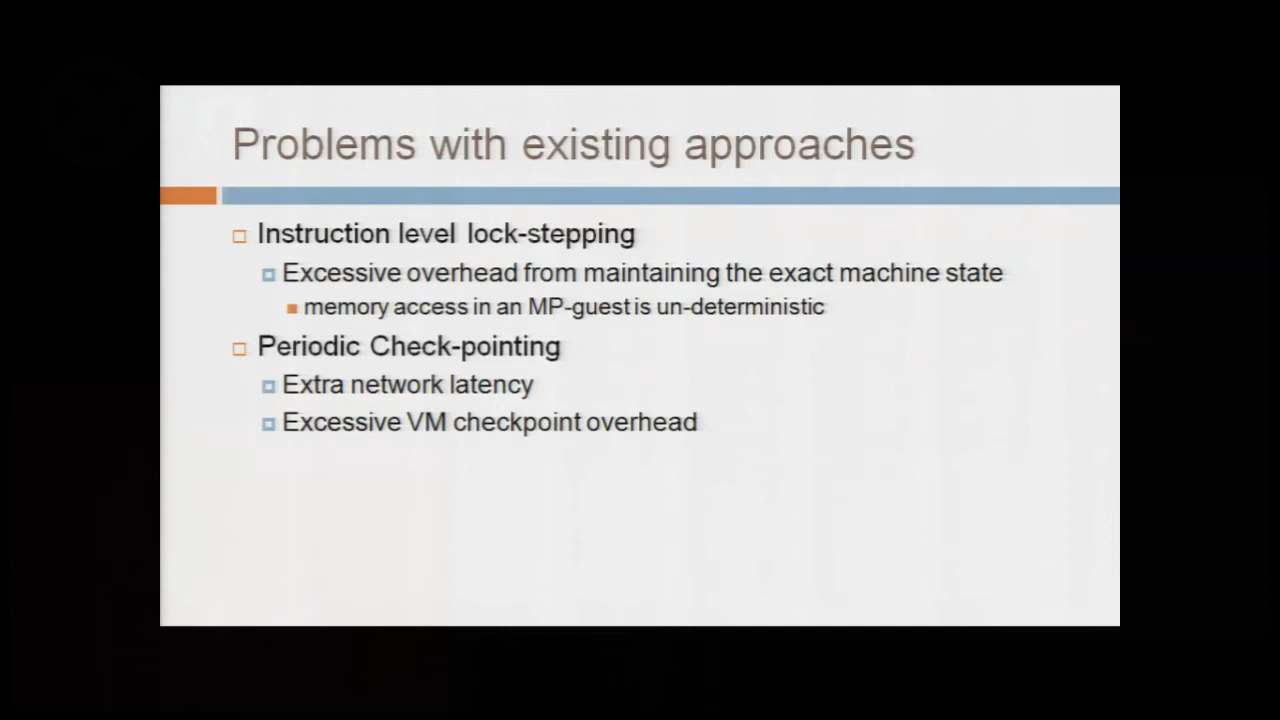 Problems with existing approaches
Instruction level lock-stepping
Excessive overhead from maintaining the exact machine state
memory access in an MP-guest is un-deterministic
Periodic Check-pointing
Extra network latency
Excessive VM checkpoint overhead